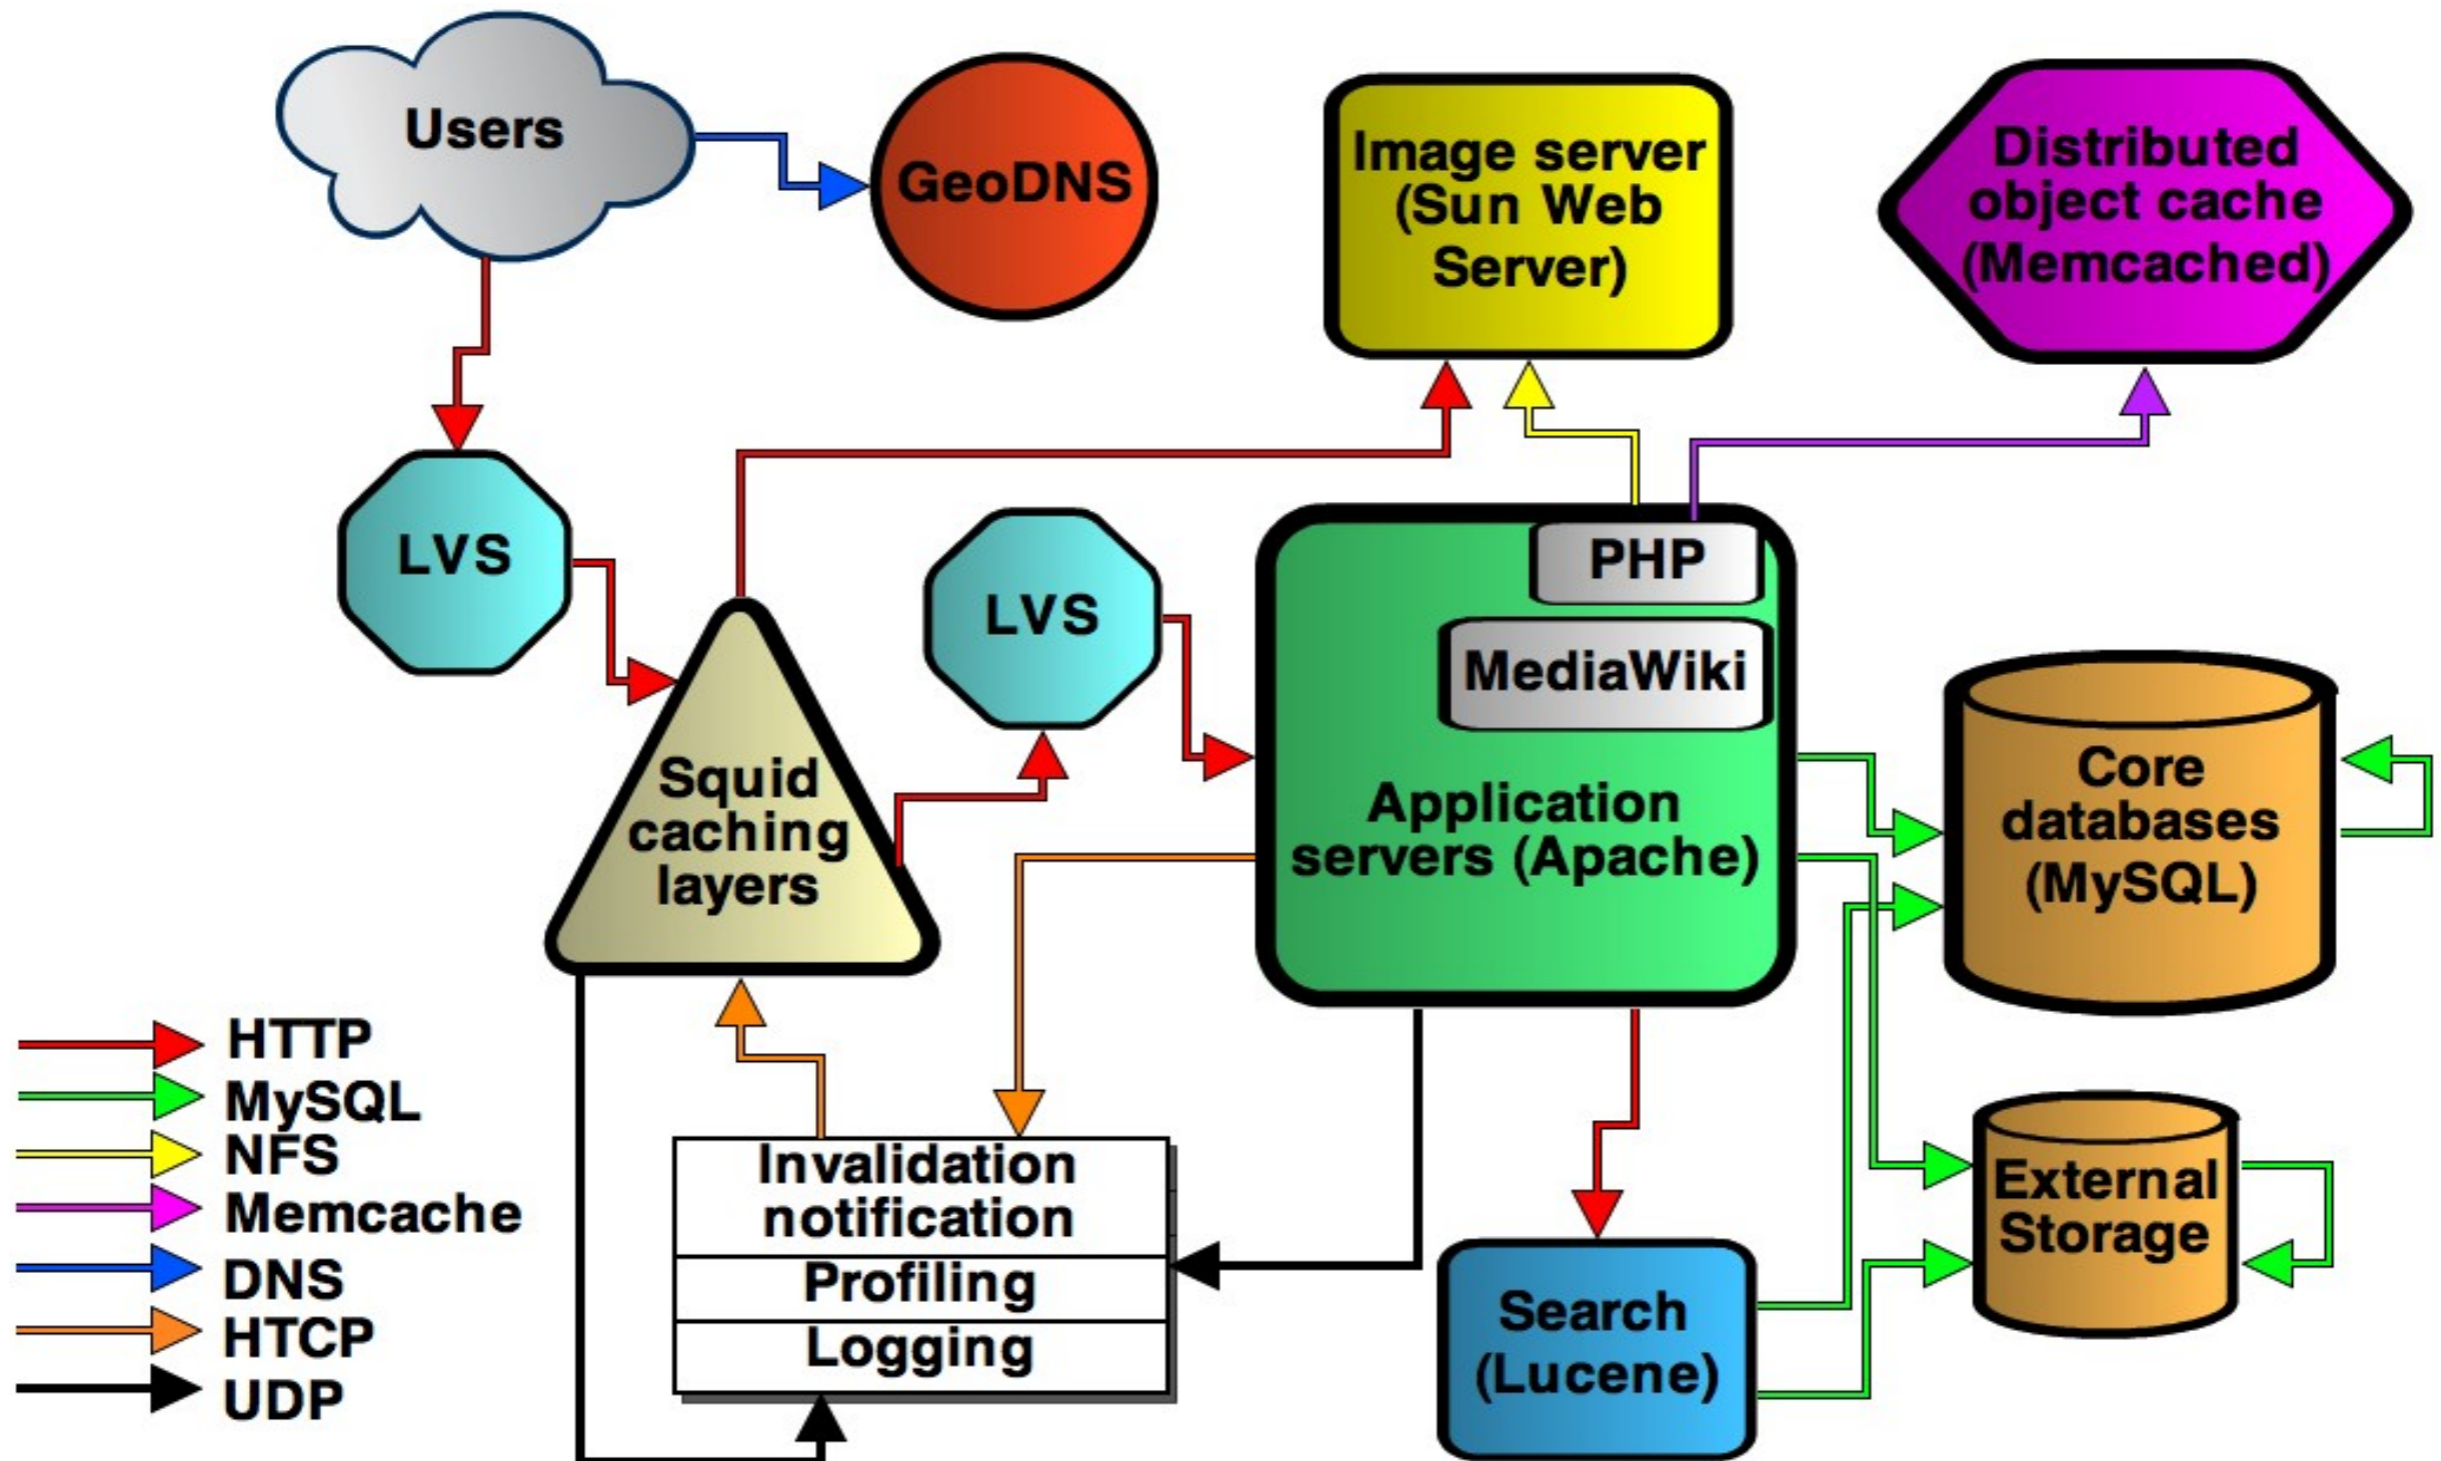 Users
GeoDNS
Image server
(Sun Web
Server)
Distributed
object cache
(Memcached)
LVS
LVS
PHP
MediaWiki
Application
servers (Apache)
Squid
caching
layers
Core
databases
(MySQL)
HTTP
MySQL
NFS
Memcache
DNS
HTCP
UDP
Invalidation
notification
Profiling
Logging
Search
(Lucene)
External
Storage